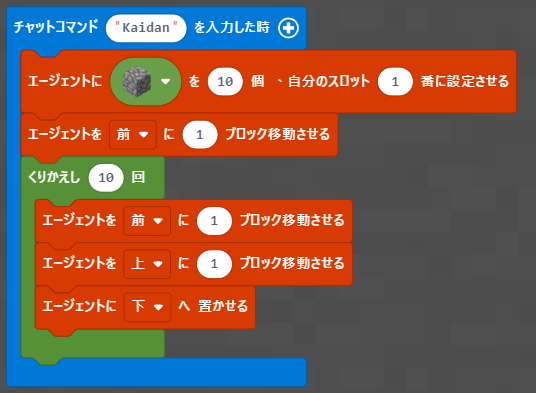 チャットコマンド "Kaidan" を入力した時
エージェントに を 10 個 、自分のスロット 1 番に設定させる
エージェントを 前 に 1 ブロック移動させる
くりかえし 10 回
エージェントを 前 に 1 ブロック移動させる
エージェントを 上 に 1 ブロック移動させる
エージェントに 下 へ 置かせる